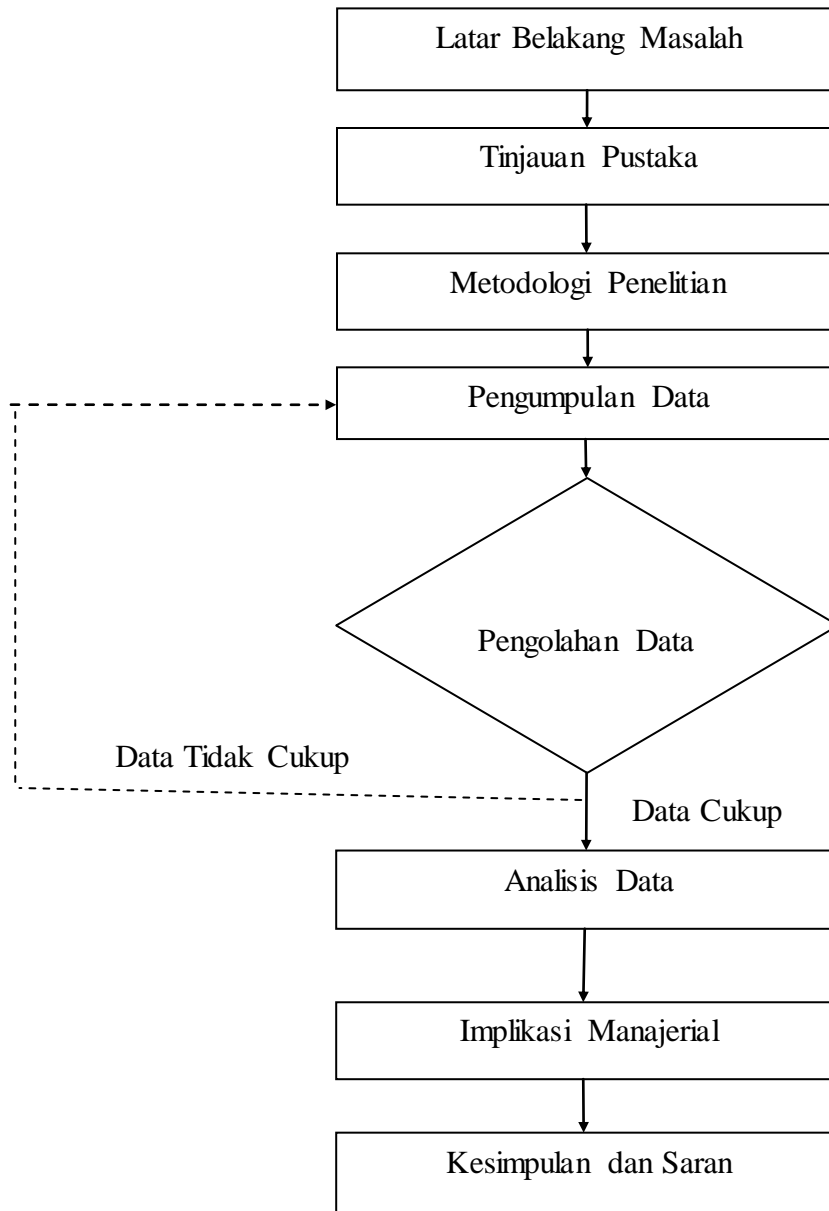 Latar Belakang Masalah
Tinjauan Pustaka
Metodologi Penelitian
Pengumpulan Data
Pengolahan Data
Data Tidak Cukup
Data Cukup
Analisis Data
Implikasi Manajerial
Kesimpulan dan Saran